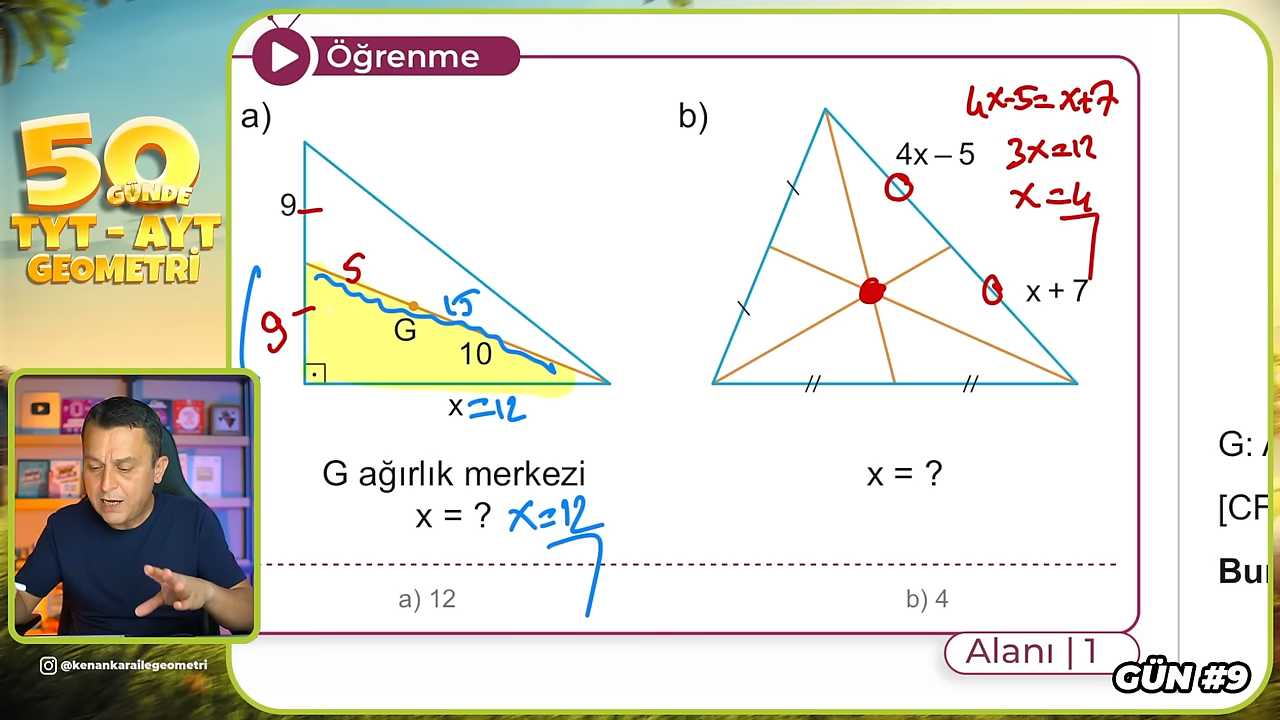 50
GÜNDE
TYT - AYT
GEOMETRİ
Öğrenme
a)
9
9
5
15
G
10
x =12
G ağırlık merkezi
x = ? x=12
a) 12
b)
4x – 5
4x-5=x+7
3x=12
x=4
x + 7
x = ?
b) 4
Alanı | 1
G:
[CF
Bu
@kenankarailegeometri
GÜN #9